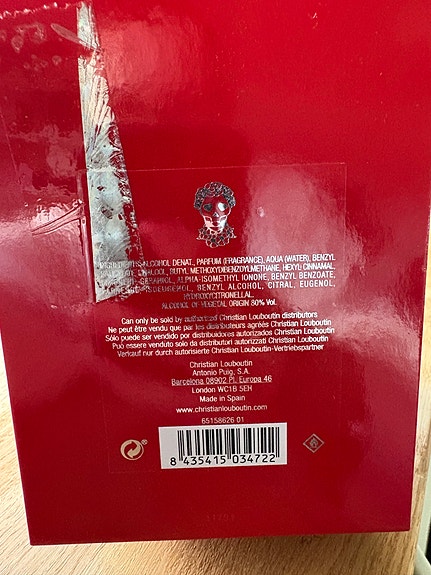 ALCOHOL DENAT., PARFUM (FRAGRANCE), AQUA (WATER), BENZYL
LINALOOL, BUTYL METHOXYDIBENZOYLMETHANE, HEXYL CINNAMAL,
GERANIOL, ALPHA-ISOMETHYL IONONE, BENZYL BENZOATE,
ISOEUGENOL, BENZYL ALCOHOL, CITRAL, EUGENOL,
HYDROXYCITRONELLAL.
ALCOHOL OF VEGETAL ORIGIN 80% Vol.
Can only be sold by authorized Christian Louboutin distributors
Ne peut être vendu que par les distributeurs agréés Christian Louboutin
Sólo puede ser vendido por distribuidores autorizados Christian Louboutin
Può essere venduto solo da distributori autorizzati Christian Louboutin
Verkauf nur durch autorisierte Christian Louboutin-Vertriebspartner
Christian Louboutin
Antonio Puig, S.A.
Barcelona 08902 Pl. Europa 46
London WC1B 5EH
Made in Spain
www.christianlouboutin.com
65158626 01
8 435415 034722